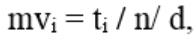 mvᵢ = tᵢ / n/ d,